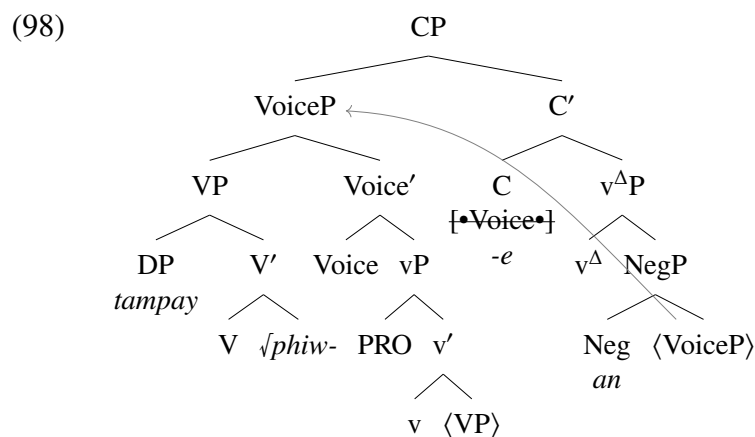 (98)
CP
VoiceP C′
VP Voice′ C v^ΔP
[•Voice•]
DP V′ Voice vP -e v^Δ NegP
tampay
V √phiw- PRO v′ Neg ⟨VoiceP⟩
an
v ⟨VP⟩